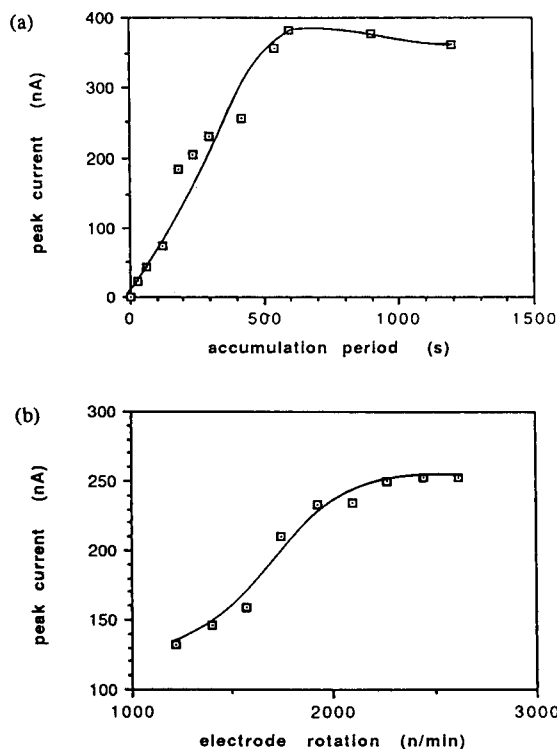 (a)
400
300
200
100
0
peak current (nA)
0 500 1000 1500
accumulation period (s)
(b)
300
250
200
150
100
peak current (nA)
1000 2000 3000
electrode rotation (n/min)